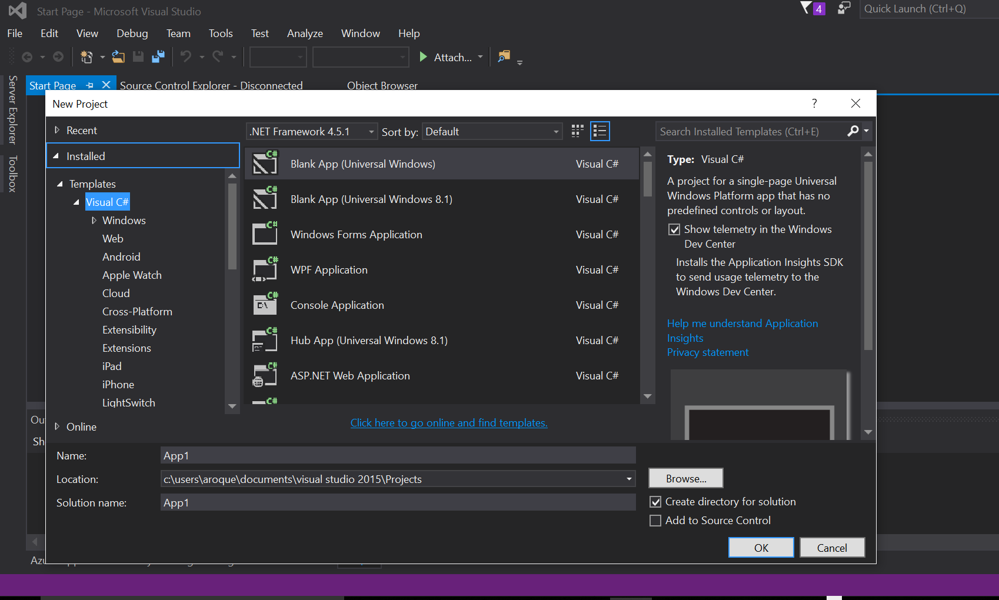 Start Page - Microsoft Visual Studio
4
Quick Launch (Ctrl+Q)
File Edit View Debug Team Tools Test Analyze Window Help
Attach...
Server Explorer
Toolbox
Start Page
Source Control Explorer - Disconnected
Object Browser
New Project
?
Recent
.NET Framework 4.5.1
Sort by: Default
Search Installed Templates (Ctrl+E)
Installed
Templates
Visual C#
Windows
Web
Android
Apple Watch
Cloud
Cross-Platform
Extensibility
Extensions
iPad
iPhone
LightSwitch
Online
Blank App (Universal Windows) Visual C#
Blank App (Universal Windows 8.1) Visual C#
Windows Forms Application Visual C#
WPF Application Visual C#
Console Application Visual C#
Hub App (Universal Windows 8.1) Visual C#
ASP.NET Web Application Visual C#
Click here to go online and find templates.
Type: Visual C#
A project for a single-page Universal
Windows Platform app that has no
predefined controls or layout.
Show telemetry in the Windows
Dev Center
Installs the Application Insights SDK
to send usage telemetry to the
Windows Dev Center.
Help me understand Application
Insights
Privacy statement
Name: App1
Location: c:\users\aroque\documents\visual studio 2015\Projects
Browse...
Solution name: App1
Create directory for solution
Add to Source Control
OK
Cancel